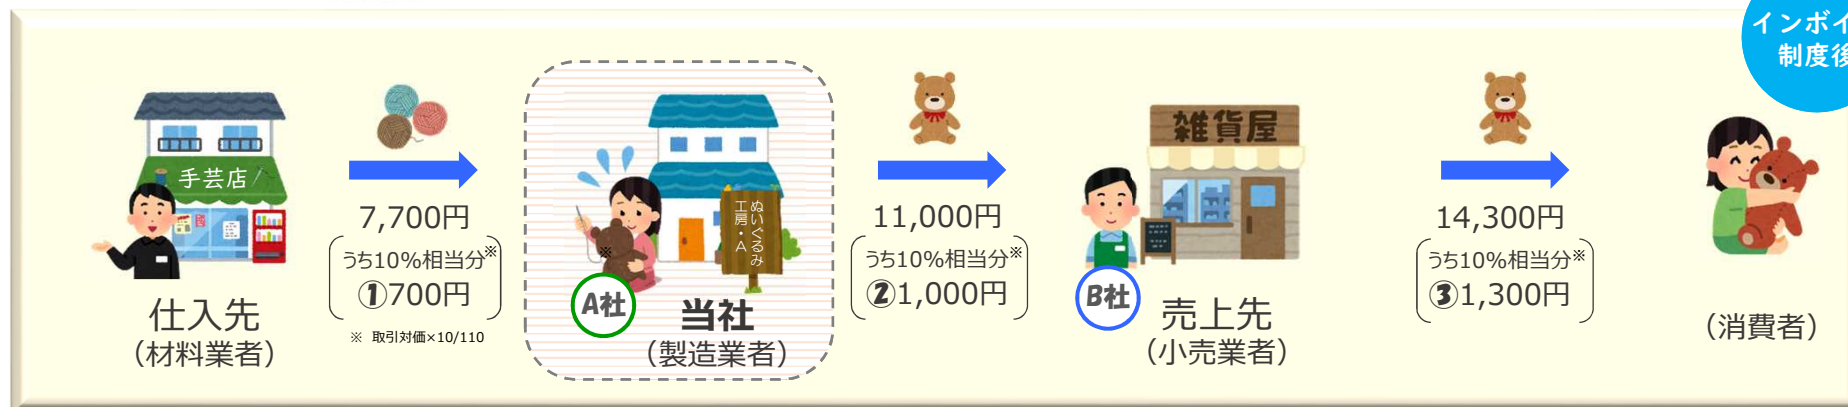 インボイ
制度後
手芸店
7,700円
うち10%相当分※
①700円
※ 取引対価×10/110
仕入先
(材料業者)
ぬいぐるみ
工房・A
※
A社
当社
(製造業者)
11,000円
うち10%相当分※
②1,000円
雑貨屋
B社
売上先
(小売業者)
14,300円
うち10%相当分※
③1,300円
(消費者)